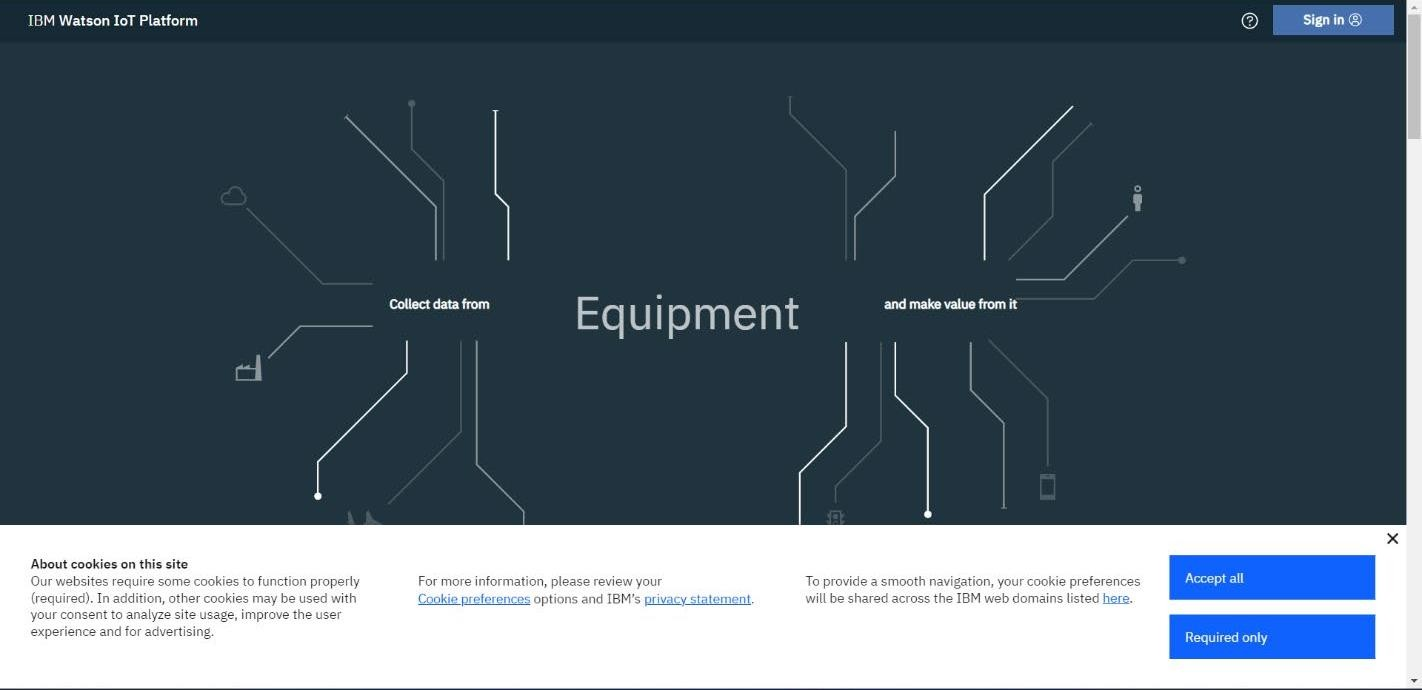 IBM Watson IoT Platform
Sign in
Collect data from
Equipment
and make value from it
About cookies on this site
Our websites require some cookies to function properly
(required). In addition, other cookies may be used with
your consent to analyze site usage, improve the user
experience and for advertising.
For more information, please review your
Cookie preferences options and IBM’s privacy statement.
To provide a smooth navigation, your cookie preferences
will be shared across the IBM web domains listed here.
Accept all
Required only